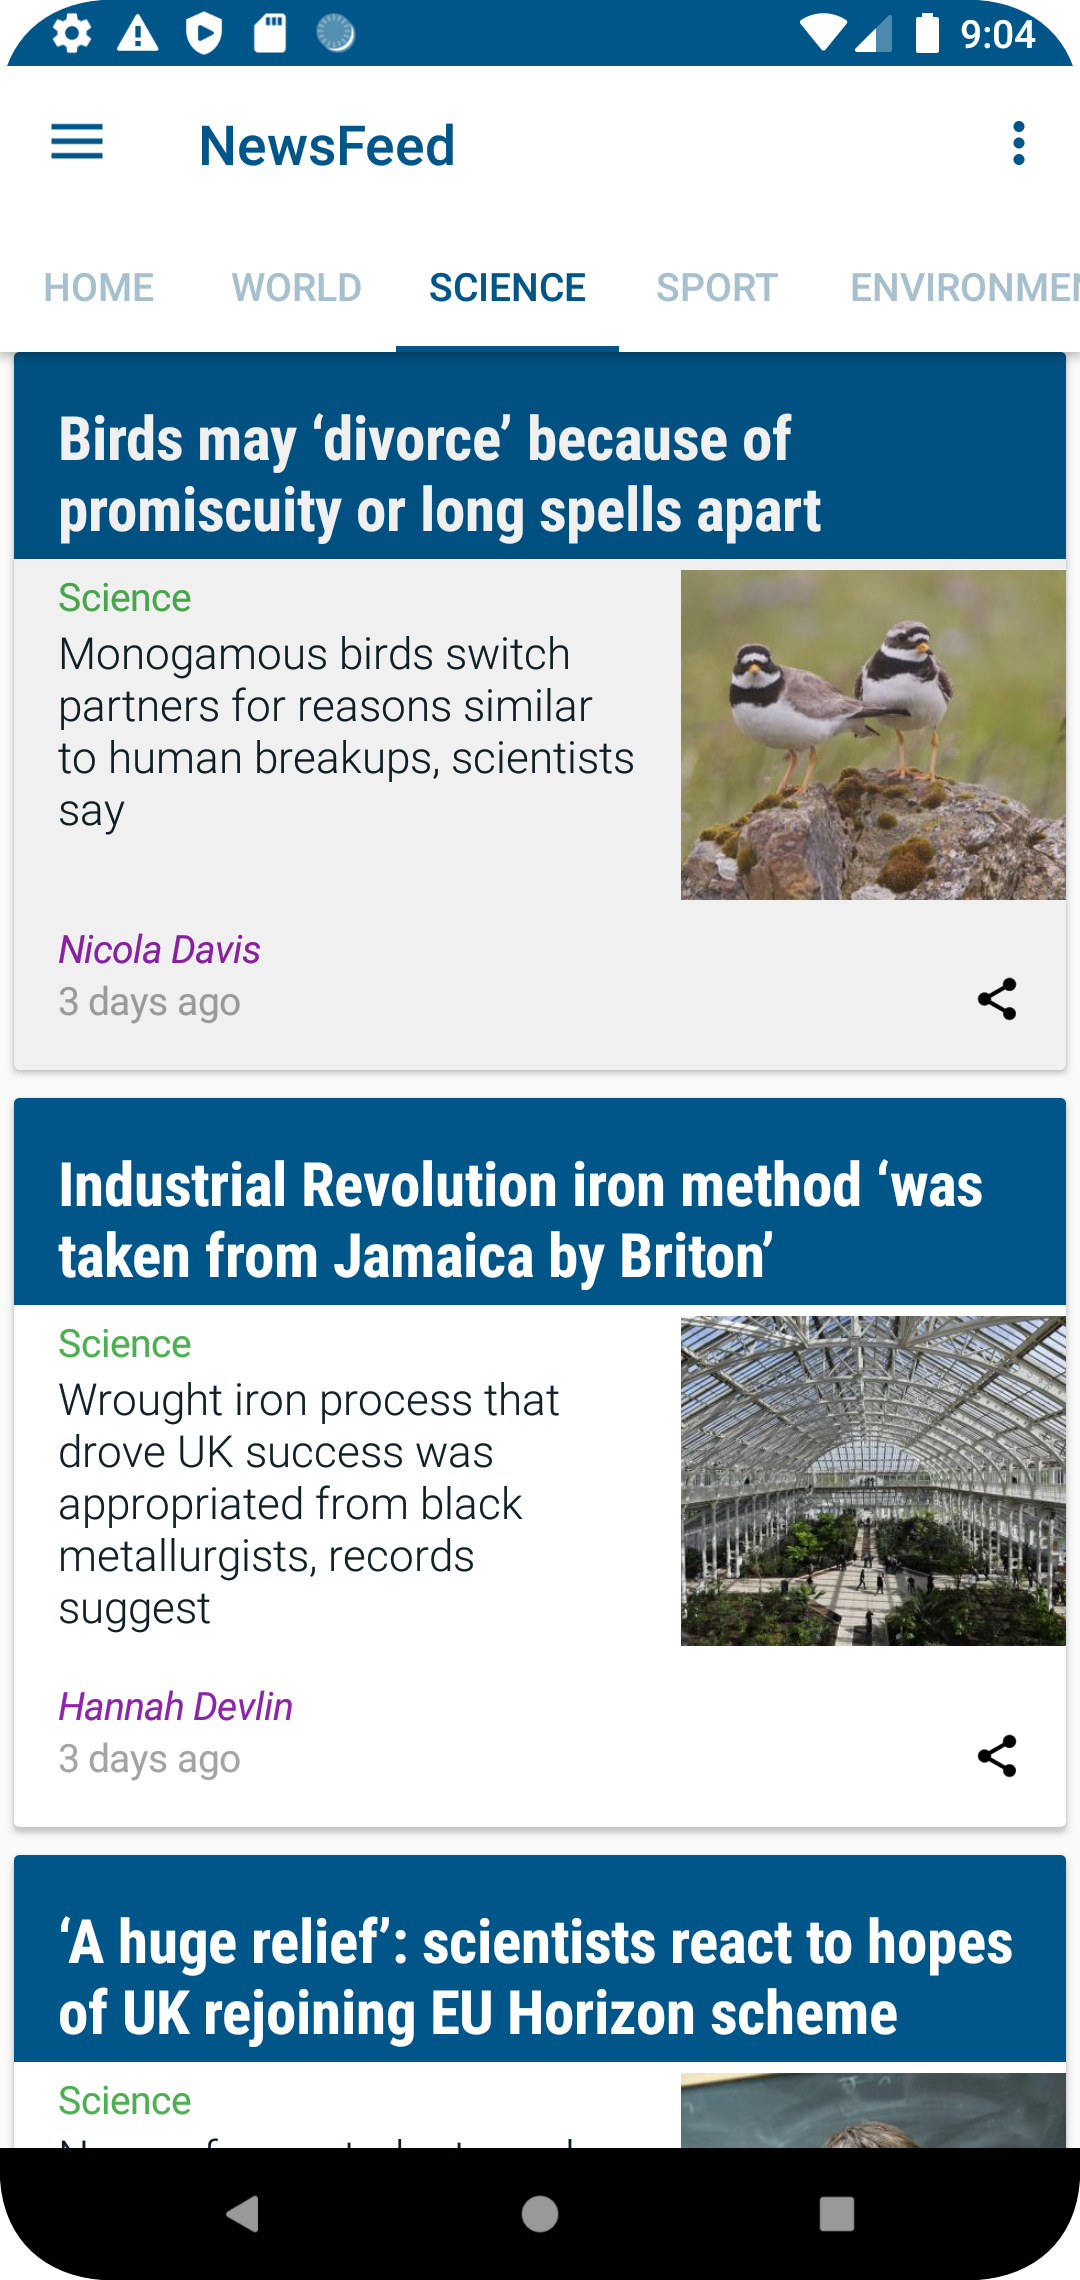 9:04
NewsFeed
HOME WORLD SCIENCE SPORT
Birds may ‘divorce’ because of
promiscuity or long spells apart
Science
Monogamous birds switch
partners for reasons similar
to human breakups, scientists
say
Nicola Davis
3 days ago
Industrial Revolution iron method ‘was
taken from Jamaica by Briton’
Science
Wrought iron process that
drove UK success was
appropriated from black
metallurgists, records
suggest
Hannah Devlin
3 days ago
‘A huge relief’: scientists react to hopes
of UK rejoining EU Horizon scheme
Science